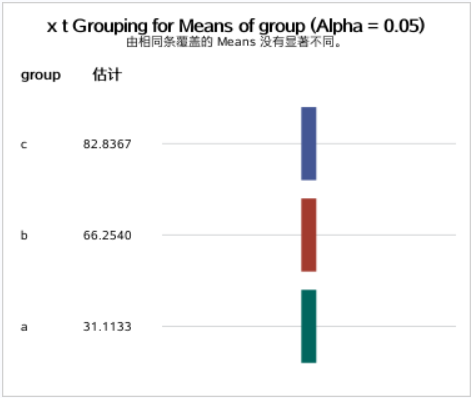 x t Grouping for Means of group (Alpha = 0.05)
由相同条覆盖的 Means 没有显著不同。
group 估计
c 82.8367
b 66.2540
a 31.1133